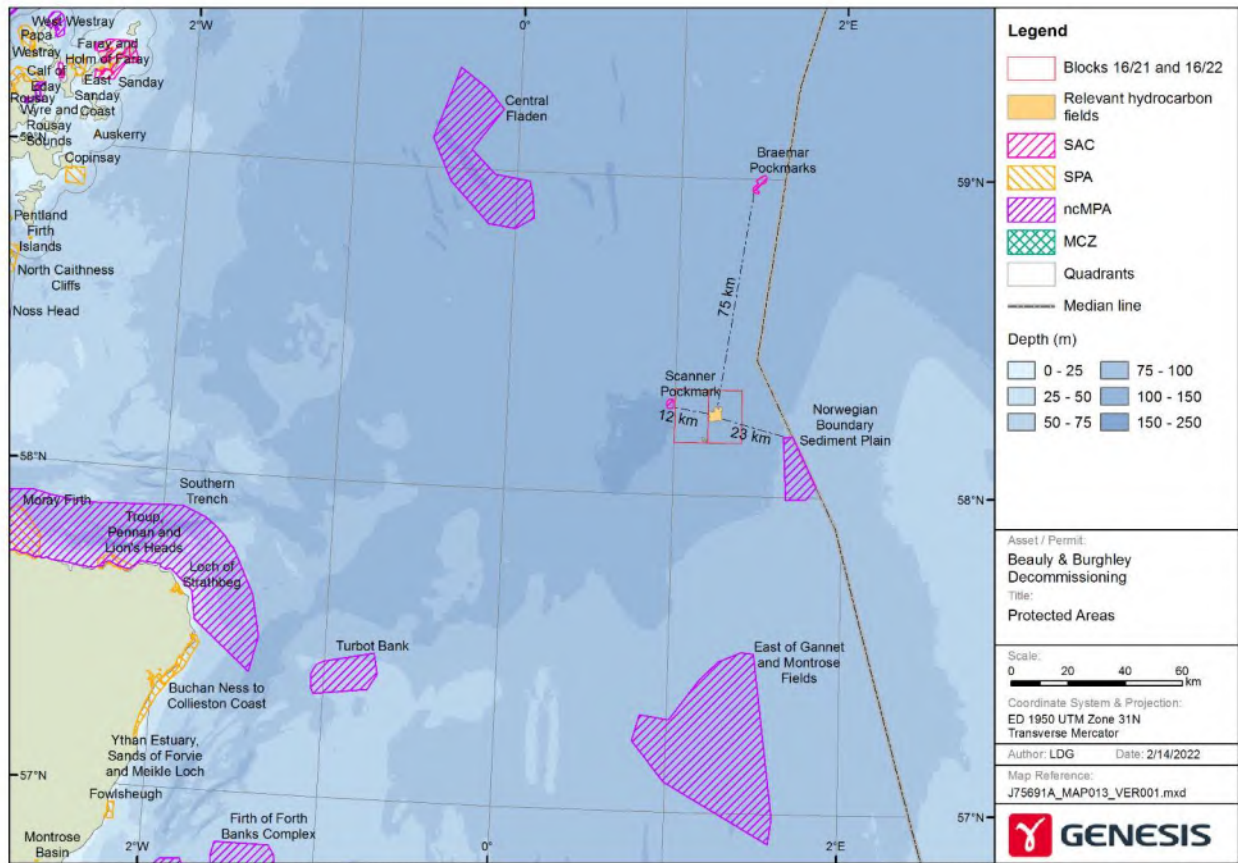 2°W
0°
2°E
West Westray
Papa
Westray
Faray and
Holm of Faray
Calf of
Eday
Rousay
East
Sanday
Coast
Sanday
Wyre and
Rousay
Sounds
59°N
Auskerry
Copinsay
Pentland
Firth
Islands
North Caithness
Cliffs
Noss Head
Central
Fladen
Braemar
Pockmarks
59°N
75 km
Scanner
Pockmark
12 km
23 km
Norwegian
Boundary
Sediment Plain
58°N
58°N
Southern
Trench
Moray Firth
Troup,
Pennan and
Lion's Heads
Loch of
Strathbeg
Turbot Bank
East of Gannet
and Montrose
Fields
Buchan Ness to
Collieston Coast
Ythan Estuary,
Sands of Forvie
and Meikle Loch
57°N
57°N
Fowlsheugh
Firth of Forth
Banks Complex
Montrose
Basin
2°W
0°
2°E
Legend
Blocks 16/21 and 16/22
Relevant hydrocarbon
fields
SAC
SPA
ncMPA
MCZ
Quadrants
Median line
Depth (m)
0 - 25
75 - 100
25 - 50
100 - 150
50 - 75
150 - 250
Asset / Permit:
Beauly & Burghley
Decommissioning
Title:
Protected Areas
Scale:
0 20 40 60
km
Coordinate System & Projection:
ED 1950 UTM Zone 31N
Transverse Mercator
Author: LDG Date: 2/14/2022
Map Reference:
J75691A_MAP013_VER001.mxd
GENESIS